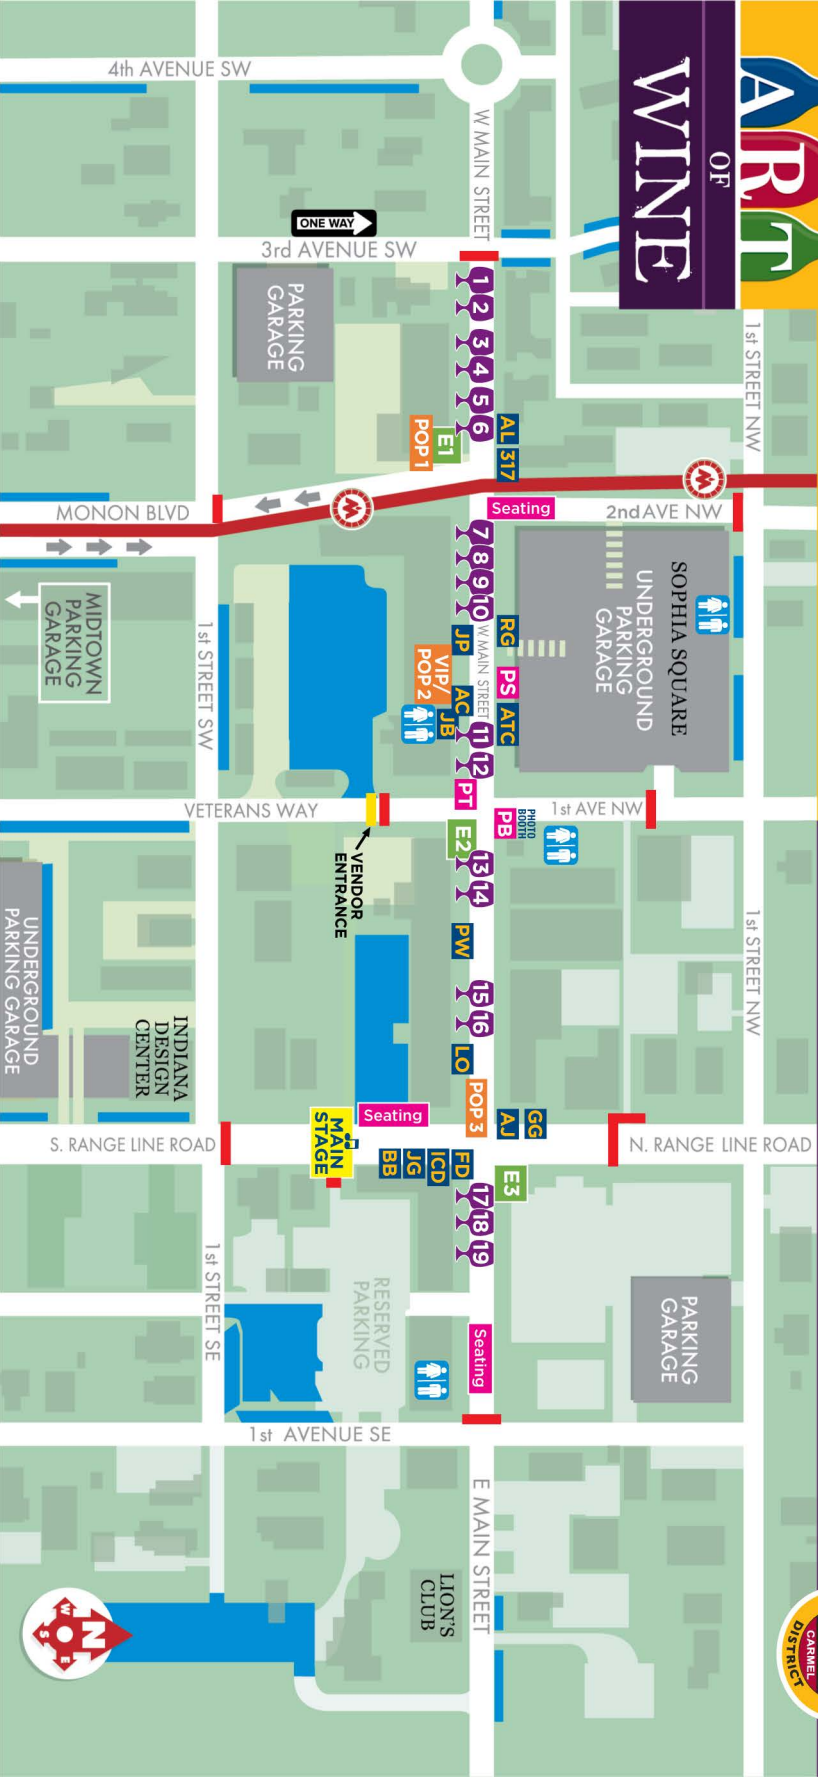 ART
OF
WINE
4th AVENUE SW
W MAIN STREET
ONE WAY
3rd AVENUE SW
1
2
3
4
5
6
PARKING
GARAGE
AL
317
E1
POP 1
1st STREET NW
M
M
MONON BLVD
Seating
2nd AVE NW
7
8
9
10
W MAIN STREET
RG
JP
PS
VIP/
POP 2
AC
JB
ATC
11
12
SOPHIA SQUARE
UNDERGROUND
PARKING
GARAGE
MIDTOWN
PARKING
GARAGE
1st STREET SW
VETERANS WAY
PT
1st AVE NW
PHOTO
BOOTH
PB
E2
13
14
VENDOR
ENTRANCE
PW
15
16
LO
1st STREET NW
UNDERGROUND
PARKING GARAGE
INDIANA
DESIGN
CENTER
POP 3
GG
AJ
Seating
MAIN
STAGE
S. RANGE LINE ROAD
N. RANGE LINE ROAD
FD
ICD
JG
BB
E3
17
18
19
1st STREET SE
RESERVED
PARKING
PARKING
GARAGE
Seating
1st AVENUE SE
E MAIN STREET
LION'S
CLUB
N
W
E
S
CARMEL
DISTRICT